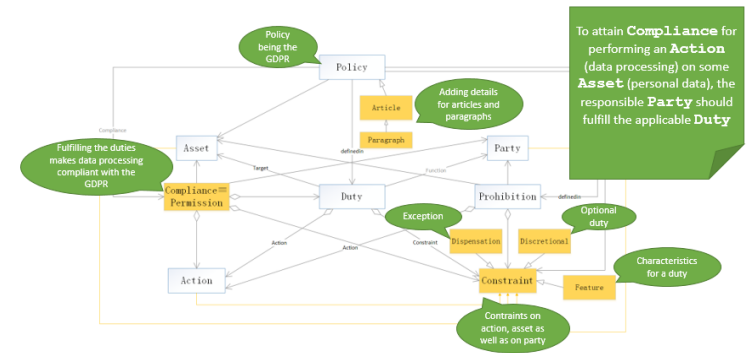 Policy
being the
GDPR
Policy
To attain Compliance for
performing an Action
(data processing) on some
Asset (personal data), the
responsible Party should
fulfill the applicable Duty
Article
Paragraph
Adding details
for articles and
paragraphs
Compliance
Fulfilling the duties
makes data processing
compliant with the
GDPR
Asset
definedin
Party
Target
Function
Compliance=
Permission
Duty
Prohibition
definedin
Exception
Optional
duty
Action
Action
Constraint
Dispensation
Discretional
Characteristics
for a duty
Action
Constraint
Feature
Contraints on
action, asset
as well as on party